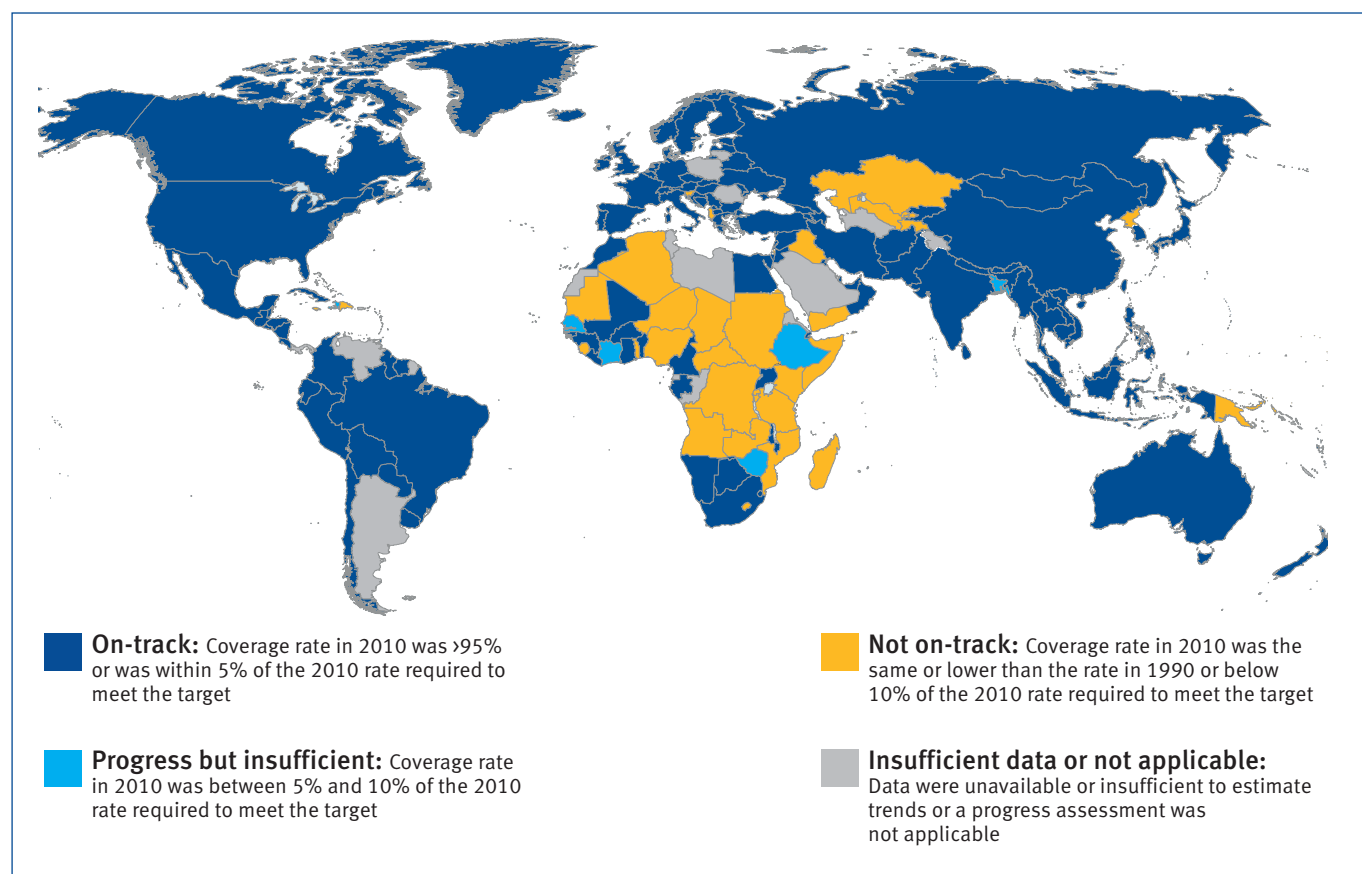 On-track: Coverage rate in 2010 was >95%
or was within 5% of the 2010 rate required to
meet the target
Progress but insufficient: Coverage rate
in 2010 was between 5% and 10% of the 2010
rate required to meet the target
Not on-track: Coverage rate in 2010 was the
same or lower than the rate in 1990 or below
10% of the 2010 rate required to meet the target
Insufficient data or not applicable:
Data were unavailable or insufficient to estimate
trends or a progress assessment was
not applicable